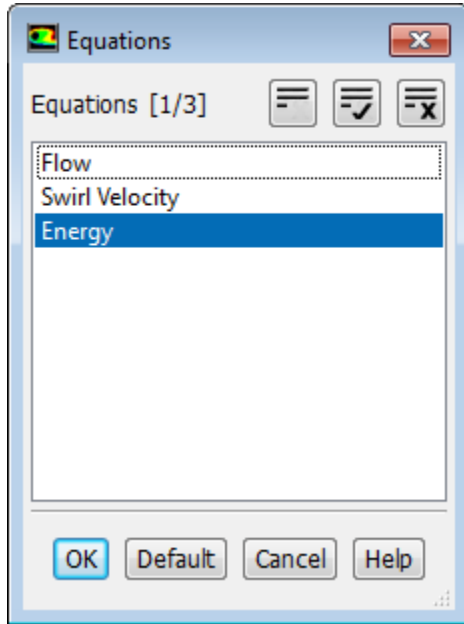 Equations
Equations [1/3]
Flow
Swirl Velocity
Energy
OK Default Cancel Help